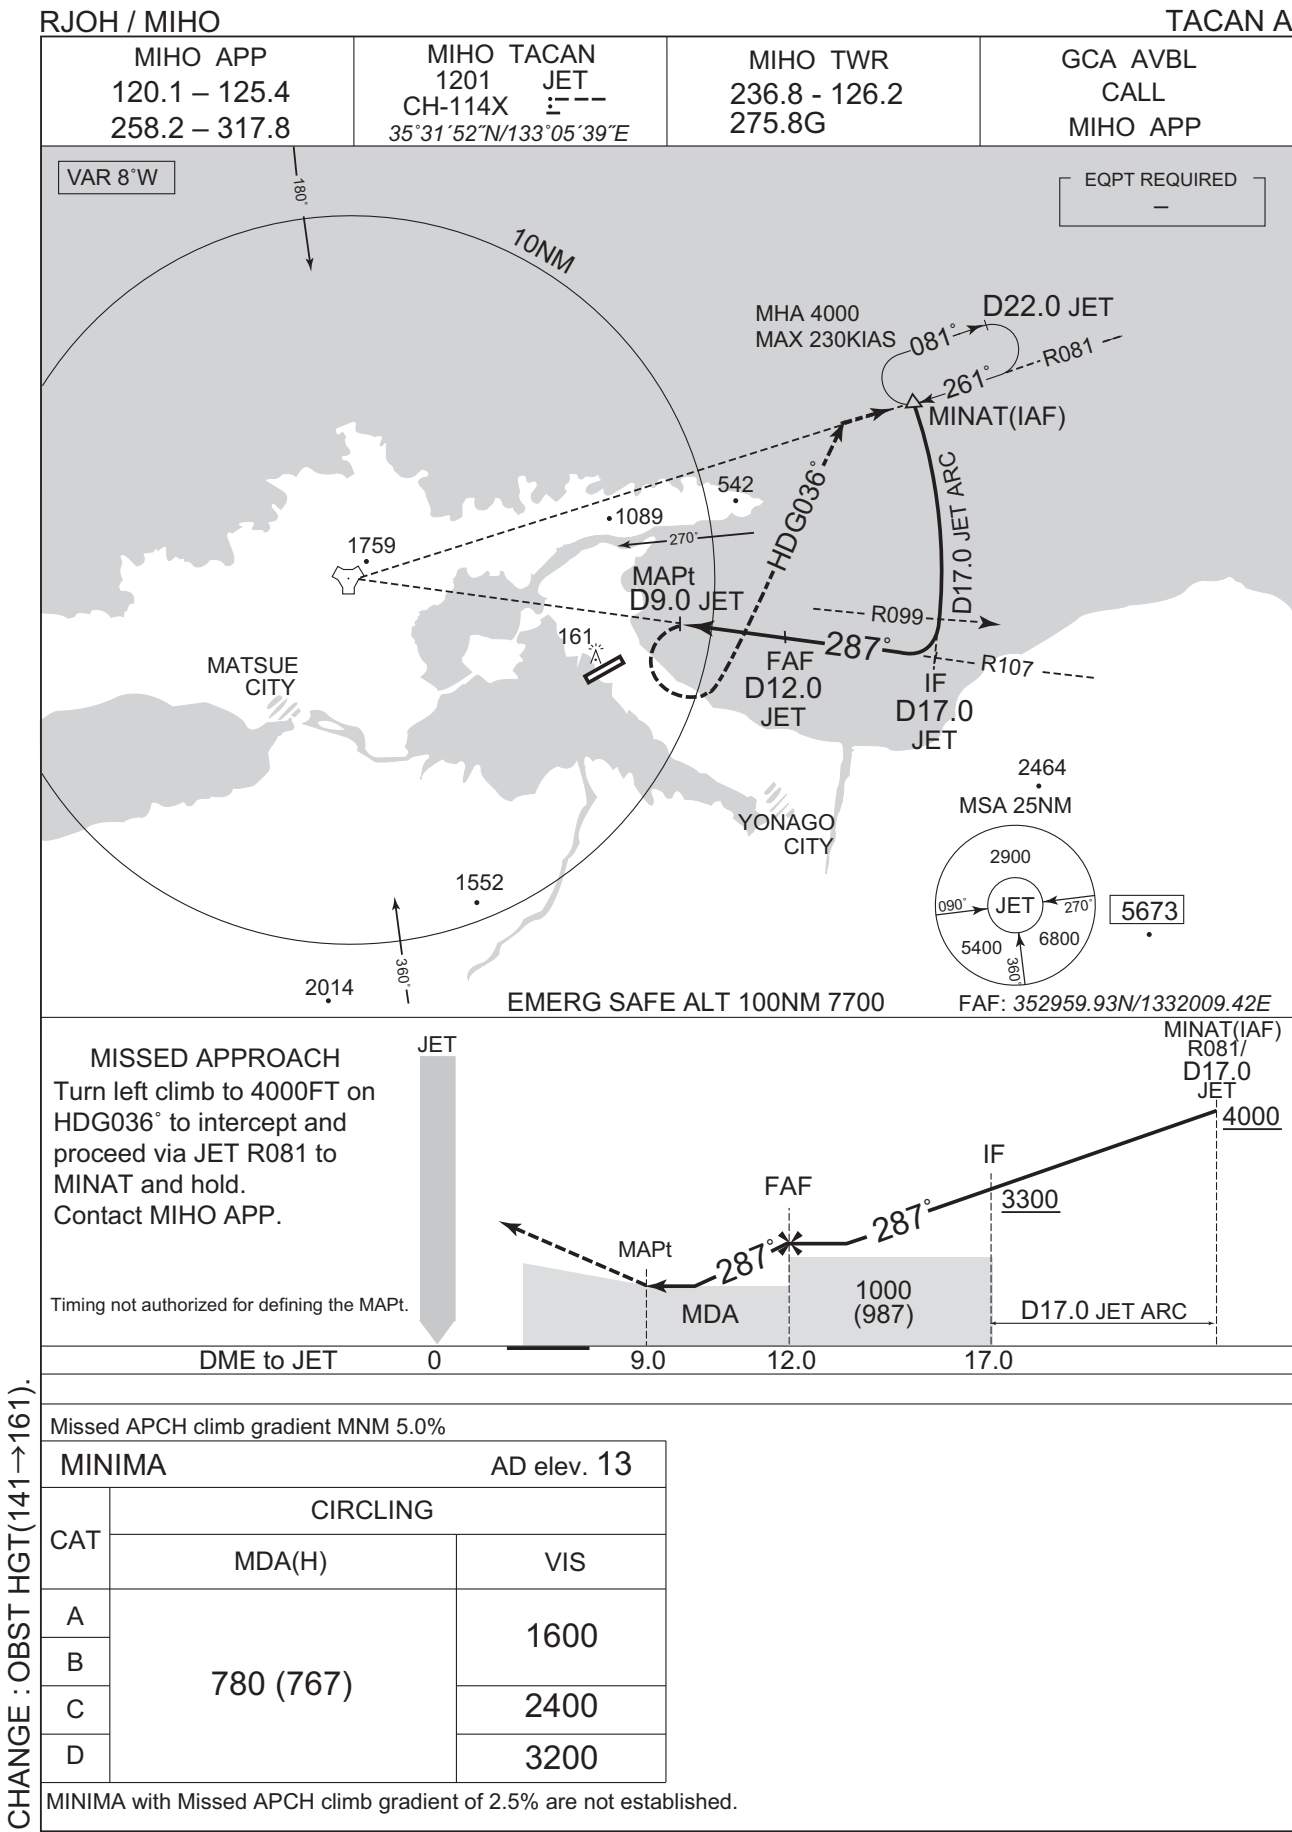 RJOH / MIHO
TACAN A
MIHO APP
120.1 – 125.4
258.2 – 317.8
MIHO TACAN
1201 JET
CH-114X
35˚31´52˝N/133˚05´39˝E
MIHO TWR
236.8 - 126.2
275.8G
GCA AVBL
CALL
MIHO APP
VAR 8˚W
EQPT REQUIRED
–
180˚
10NM
MHA 4000
MAX 230KIAS
D22.0 JET
081˚
261˚
R081
MINAT(IAF)
HDG036˚
D17.0 JET ARC
542
1089
270˚
1759
MAPt
D9.0 JET
R099
161
287˚
FAF
D12.0
JET
R107
IF
D17.0
JET
MATSUE
CITY
YONAGO
CITY
2464
MSA 25NM
2900
090˚
JET
270˚
5400
6800
360˚
5673
1552
360˚
2014
EMERG SAFE ALT 100NM 7700
FAF: 352959.93N/1332009.42E
MISSED APPROACH
Turn left climb to 4000FT on
HDG036˚ to intercept and
proceed via JET R081 to
MINAT and hold.
Contact MIHO APP.
Timing not authorized for defining the MAPt.
JET
MINAT(IAF)
R081/
D17.0
JET
4000
IF
3300
FAF
287˚
MAPt
287˚
MDA
1000
(987)
D17.0 JET ARC
DME to JET 0 9.0 12.0 17.0
Missed APCH climb gradient MNM 5.0%
MINIMA AD elev. 13
CAT
CIRCLING
MDA(H) VIS
A
B
C
D
780 (767)
1600
2400
3200
MINIMA with Missed APCH climb gradient of 2.5% are not established.
CHANGE : OBST HGT(141→161).